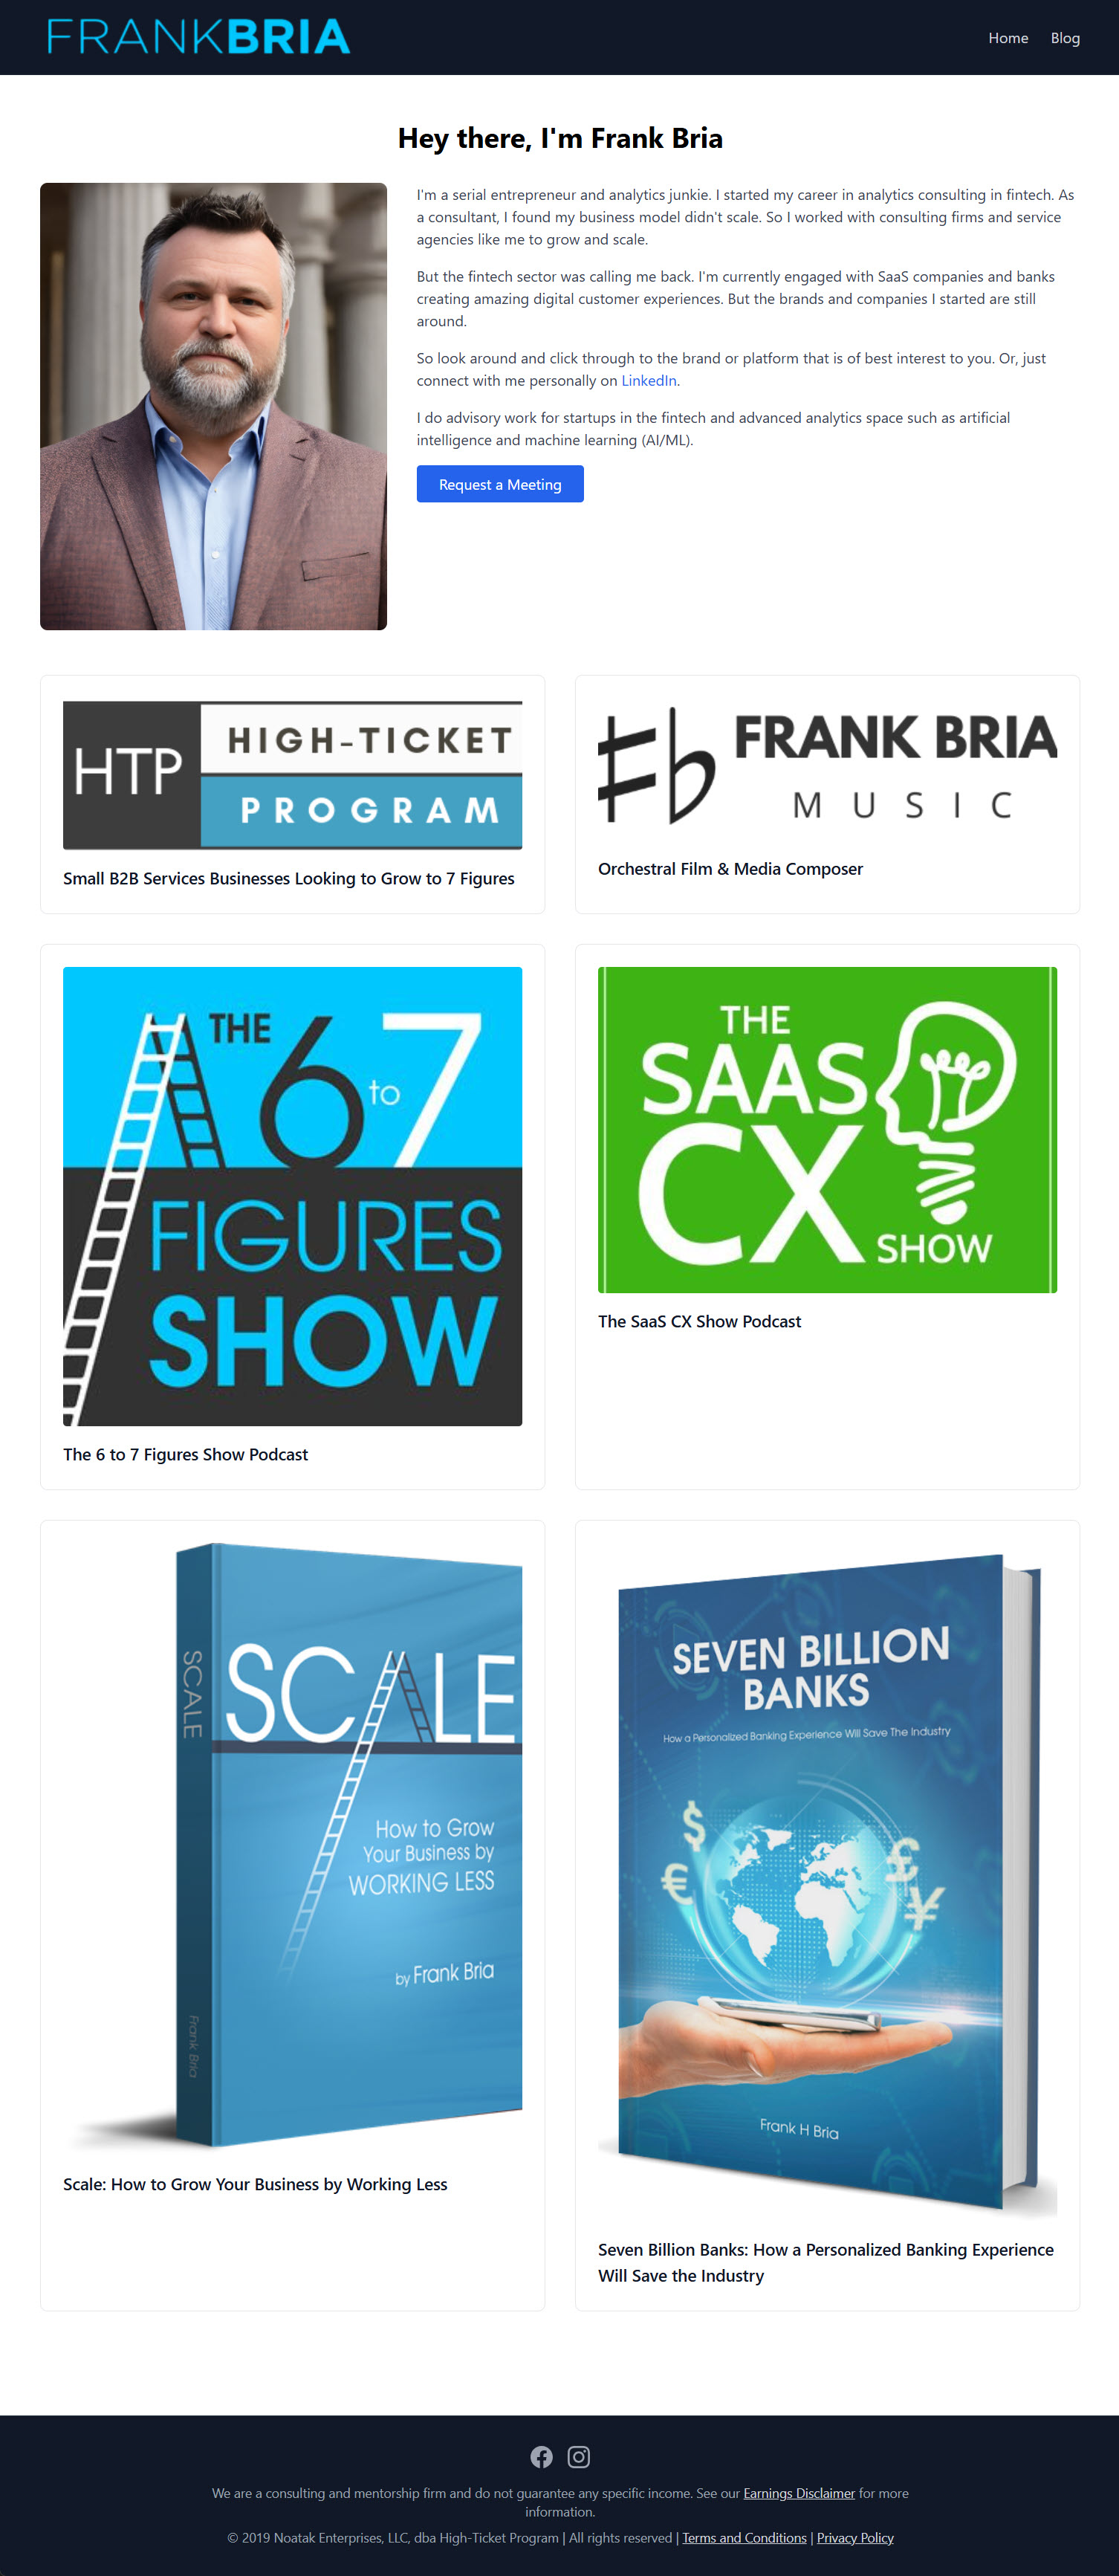 FRANKBRIA
Home Blog
Hey there, I'm Frank Bria
I'm a serial entrepreneur and analytics junkie. I started my career in analytics consulting in fintech. As
a consultant, I found my business model didn't scale. So I worked with consulting firms and service
agencies like me to grow and scale.
But the fintech sector was calling me back. I'm currently engaged with SaaS companies and banks
creating amazing digital customer experiences. But the brands and companies I started are still
around.
So look around and click through to the brand or platform that is of best interest to you. Or, just
connect with me personally on LinkedIn.
I do advisory work for startups in the fintech and advanced analytics space such as artificial
intelligence and machine learning (AI/ML).
Request a Meeting
HTP
HIGH-TICKET
PROGRAM
Small B2B Services Businesses Looking to Grow to 7 Figures
FRANK BRIA
MUSIC
Orchestral Film & Media Composer
THE 6 to 7
FIGURES
SHOW
The 6 to 7 Figures Show Podcast
THE
SAAS
CX
SHOW
The SaaS CX Show Podcast
SCALE
SCALE
How to Grow
Your Business by
WORKING LESS
by Frank Bria
Frank Bria
Scale: How to Grow Your Business by Working Less
SEVEN BILLION
BANKS
How a Personalized Banking Experience Will Save The Industry
$
€
£
¥
Frank H Bria
Seven Billion Banks: How a Personalized Banking Experience
Will Save the Industry
We are a consulting and mentorship firm and do not guarantee any specific income. See our Earnings Disclaimer for more
information.
© 2019 Noatak Enterprises, LLC, dba High-Ticket Program | All rights reserved | Terms and Conditions | Privacy Policy